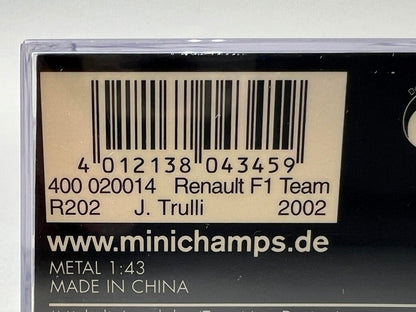 4 012138 043459
400 020014 Renault F1 Team
R202 J. Trulli 2002
www.minichamps.de
METAL 1:43
MADE IN CHINA